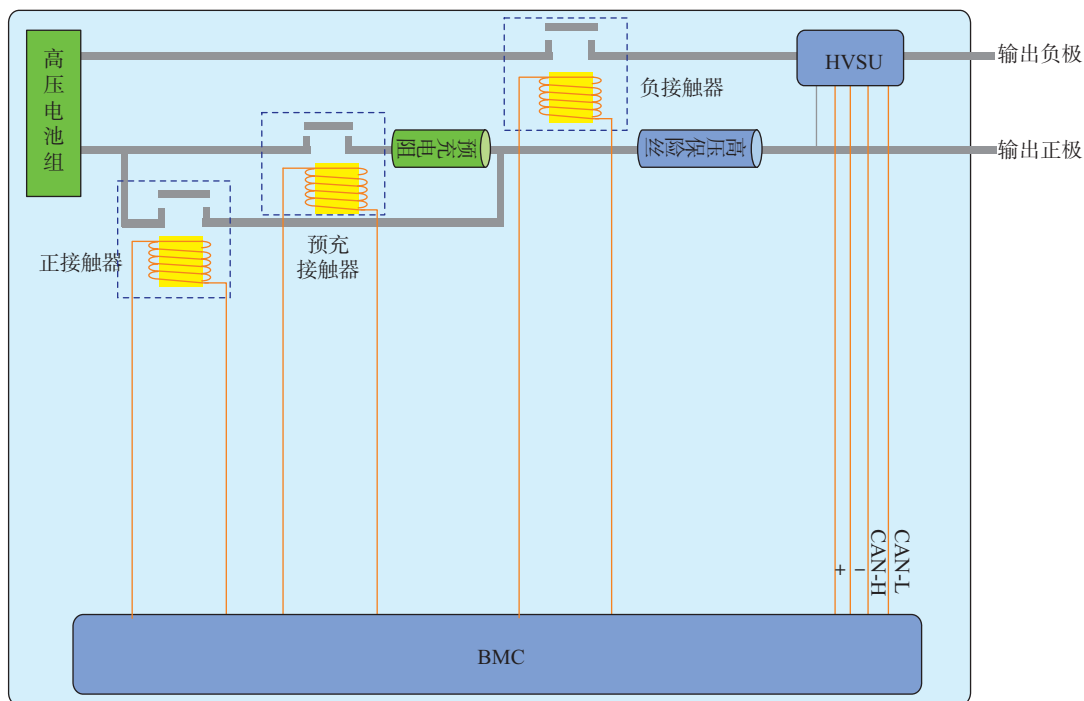 高压电池组
HVSU
输出负极
负接触器
预充电阻
高压保险丝
输出正极
正接触器
预充
接触器
+
−
CAN-H
CAN-L
BMC